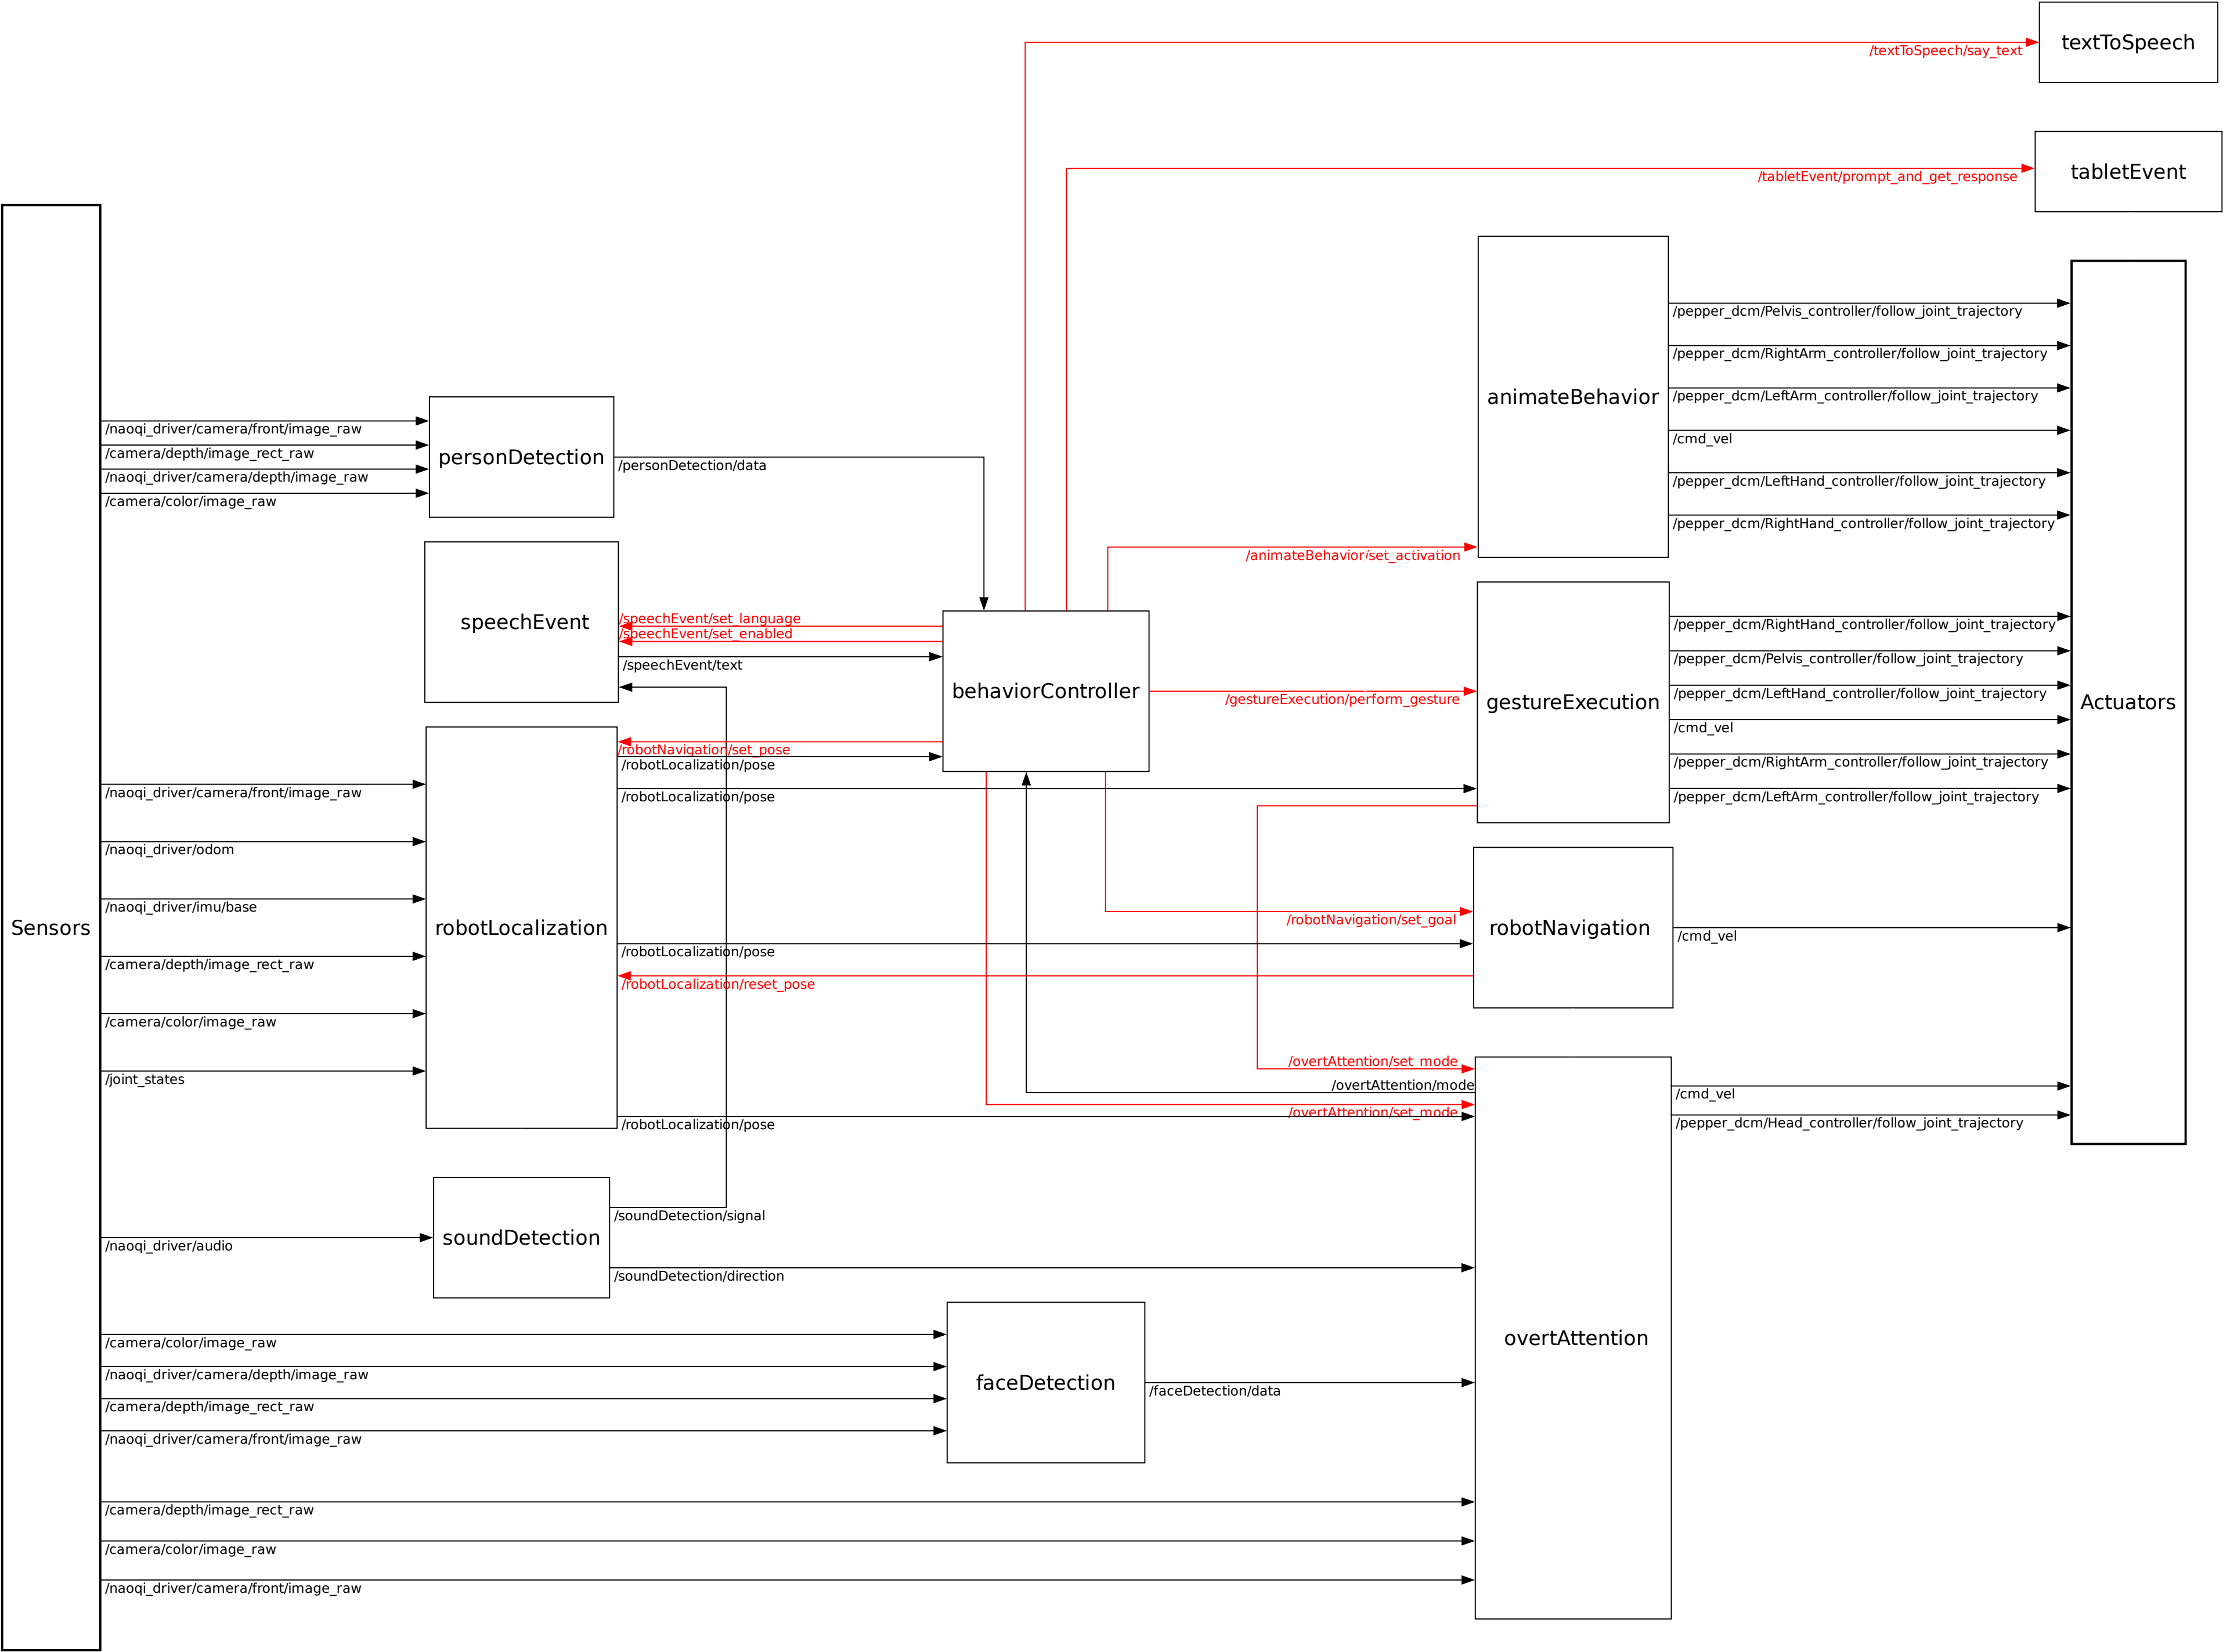 textToSpeech
/textToSpeech/say_text
tabletEvent
/tabletEvent/prompt_and_get_response
Sensors
/naoqi_driver/camera/front/image_raw
/camera/depth/image_rect_raw
/naoqi_driver/camera/depth/image_raw
/camera/color/image_raw
personDetection
/personDetection/data
speechEvent
/speechEvent/set_language
/speechEvent/set_enabled
/speechEvent/text
behaviorController
/animateBehavior/set_activation
animateBehavior
/pepper_dcm/Pelvis_controller/follow_joint_trajectory
/pepper_dcm/RightArm_controller/follow_joint_trajectory
/pepper_dcm/LeftArm_controller/follow_joint_trajectory
/cmd_vel
/pepper_dcm/LeftHand_controller/follow_joint_trajectory
/pepper_dcm/RightHand_controller/follow_joint_trajectory
Actuators
/gestureExecution/perform_gesture
gestureExecution
/pepper_dcm/RightHand_controller/follow_joint_trajectory
/pepper_dcm/Pelvis_controller/follow_joint_trajectory
/pepper_dcm/LeftHand_controller/follow_joint_trajectory
/cmd_vel
/pepper_dcm/RightArm_controller/follow_joint_trajectory
/pepper_dcm/LeftArm_controller/follow_joint_trajectory
/robotNavigation/set_pose
/robotLocalization/pose
/robotLocalization/pose
/naoqi_driver/camera/front/image_raw
/naoqi_driver/odom
/naoqi_driver/imu/base
/camera/depth/image_rect_raw
/camera/color/image_raw
/joint_states
robotLocalization
/robotLocalization/pose
/robotLocalization/reset_pose
/robotLocalization/pose
/robotNavigation/set_goal
robotNavigation
/cmd_vel
/overtAttention/set_mode
/overtAttention/mode
/overtAttention/set_mode
/cmd_vel
/pepper_dcm/Head_controller/follow_joint_trajectory
/naoqi_driver/audio
soundDetection
/soundDetection/signal
/soundDetection/direction
/camera/color/image_raw
/naoqi_driver/camera/depth/image_raw
/camera/depth/image_rect_raw
/naoqi_driver/camera/front/image_raw
faceDetection
/faceDetection/data
overtAttention
/camera/depth/image_rect_raw
/camera/color/image_raw
/naoqi_driver/camera/front/image_raw